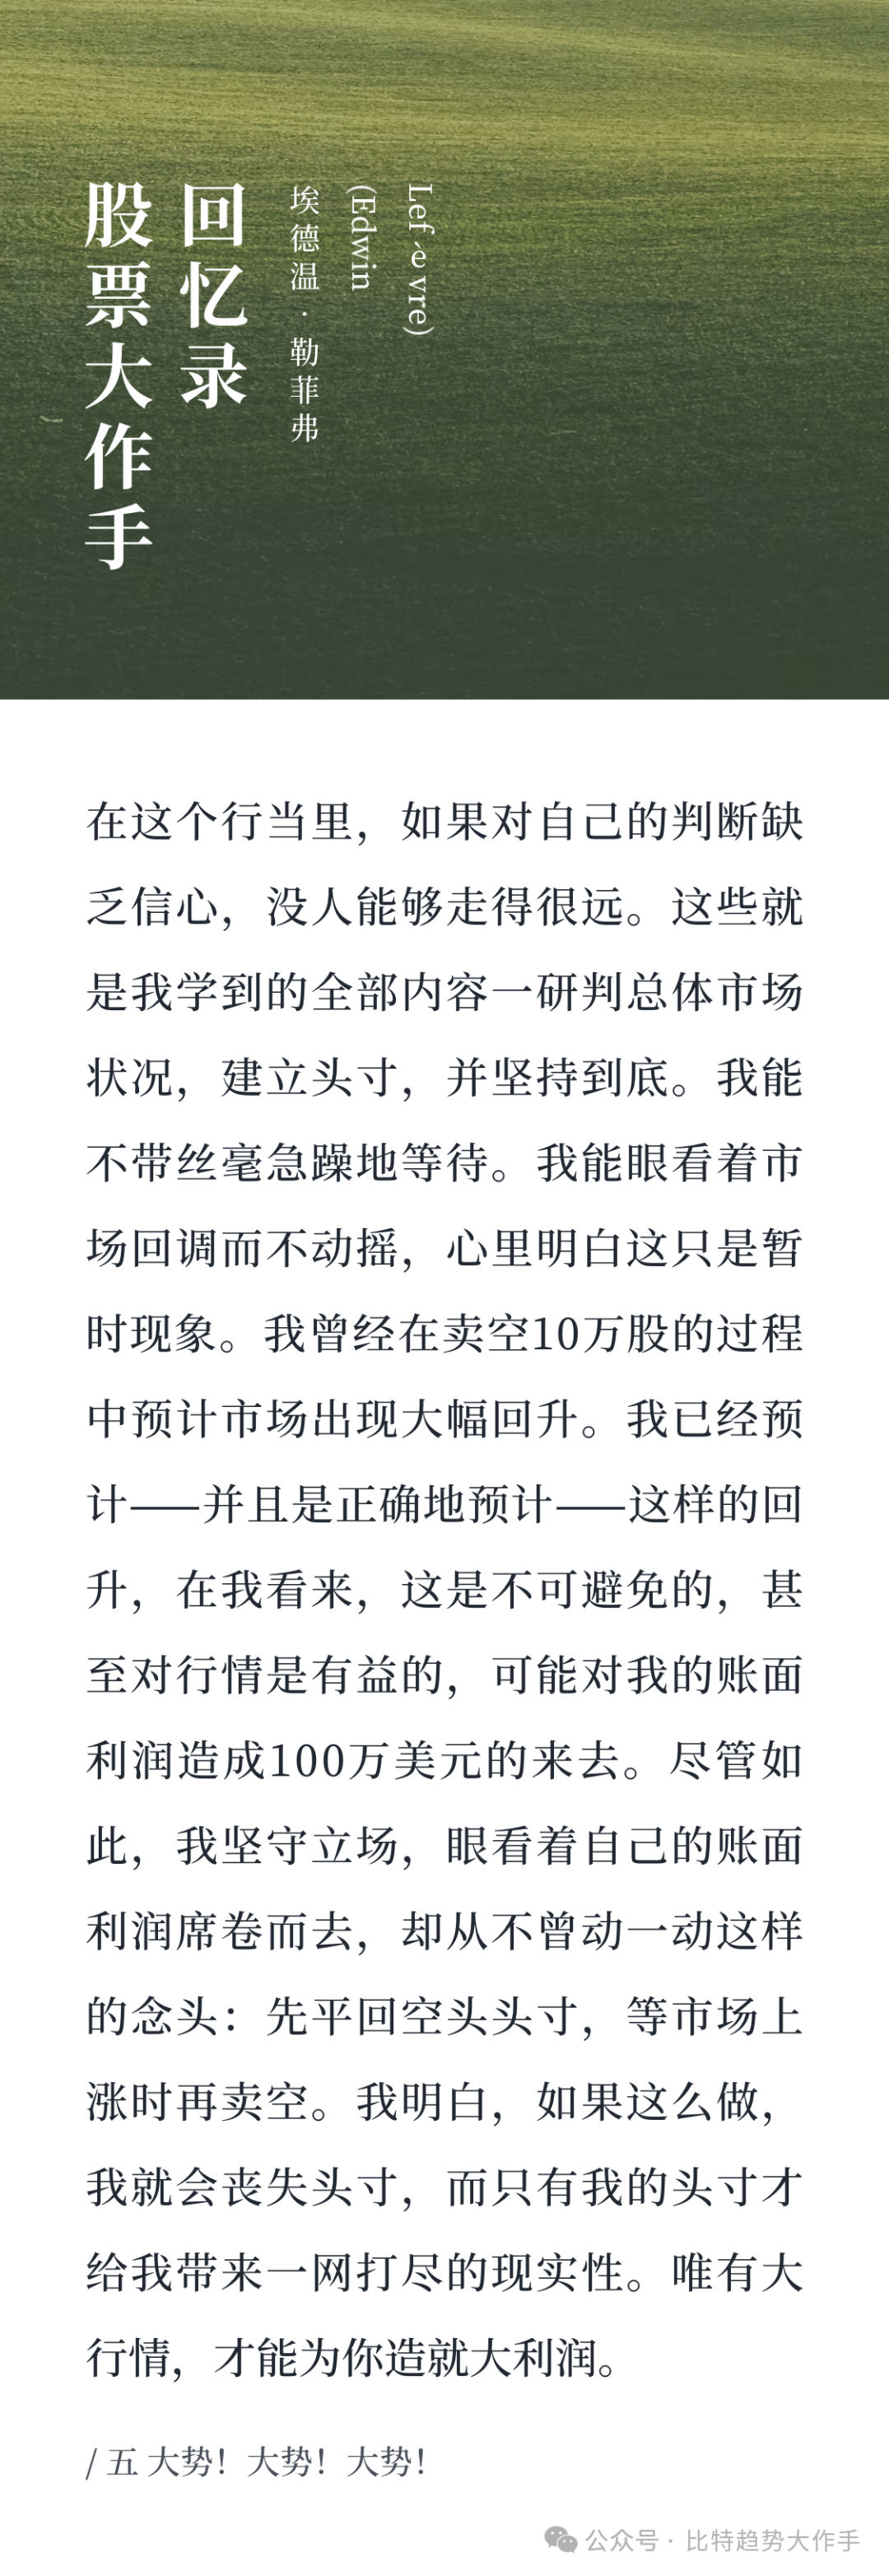 股票大作手
回忆录
埃德温·勒菲弗
(Edwin
Lefèvre)
在这个行当里，如果对自己的判断缺
乏信心，没人能够走得很远。这些就
是我学到的全部内容一研判总体市场
状况，建立头寸，并坚持到底。我能
不带丝毫急躁地等待。我能眼看着市
场回调而不动摇，心里明白这只是暂
时现象。我曾经在卖空10万股的过程
中预计市场出现大幅回升。我已经预
计——并且是正确地预计——这样的回
升，在我看来，这是不可避免的，甚
至对行情是有益的，可能对我的账面
利润造成100万美元的来去。尽管如
此，我坚守立场，眼看着自己的账面
利润席卷而去，却从不曾动一动这样
的念头：先平回空头头寸，等市场上
涨时再卖空。我明白，如果这么做，
我就会丧失头寸，而只有我的头寸才
给我带来一网打尽的现实性。唯有大
行情，才能为你造就大利润。
/ 五 大势！大势！大势！
公众号·比特趋势大作手